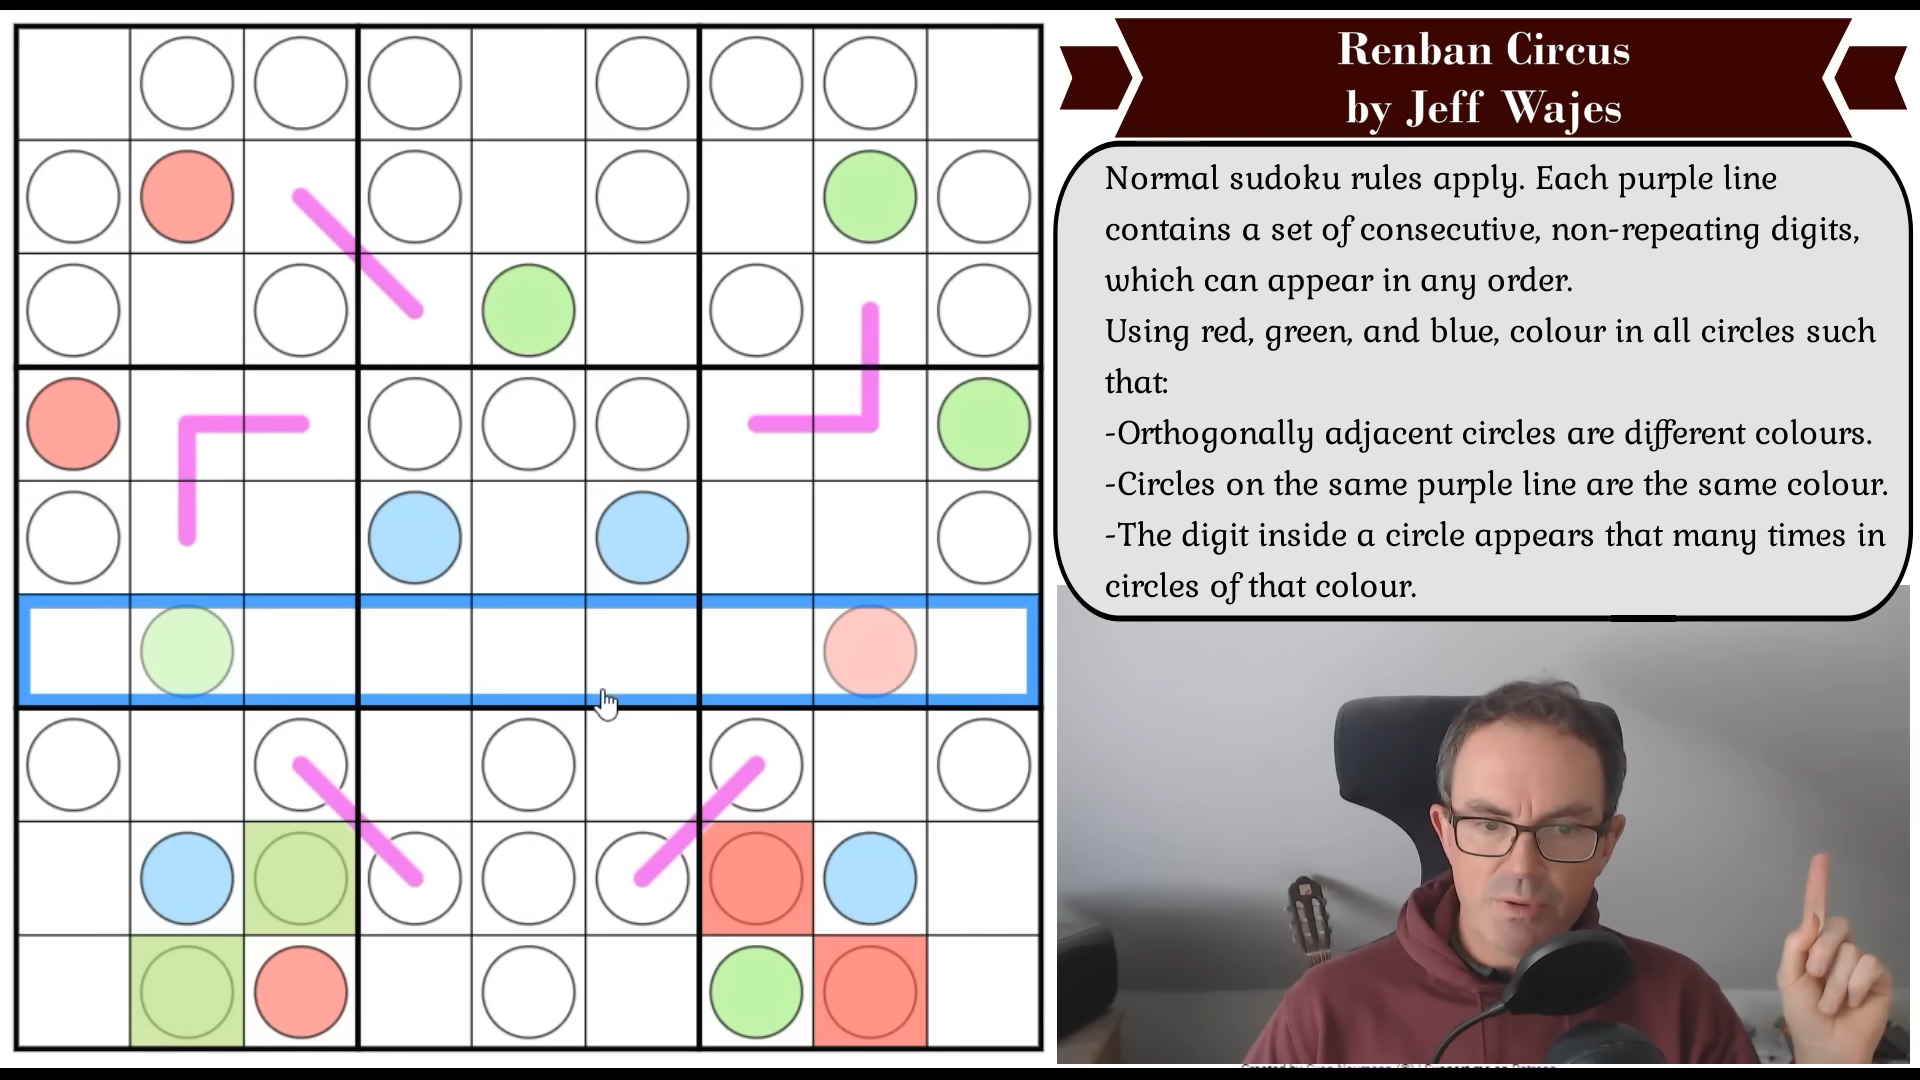 Renban Circus
by Jeff Wajes
Normal sudoku rules apply. Each purple line
contains a set of consecutive, non-repeating digits,
which can appear in any order.
Using red, green, and blue, colour in all circles such
that:
-Orthogonally adjacent circles are different colours.
-Circles on the same purple line are the same colour.
-The digit inside a circle appears that many times in
circles of that colour.